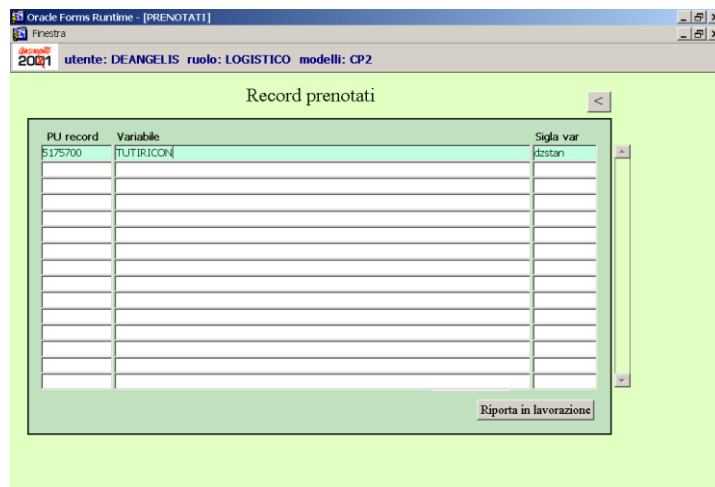 Oracle Forms Runtime - [PRENOTATI]
Finestra
Censimenti 2001 utente: DEANGELIS ruolo: LOGISTICO modelli: CP2
Record prenotati
<
PU record Variabile Sigla var
5175700 TUTIRICON dzstan
Riporta in lavorazione